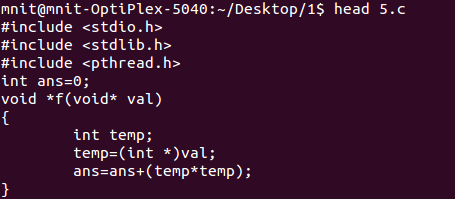 mnit@mnit-OptiPlex-5040:~/Desktop/1$ head 5.c
#include <stdio.h>
#include <stdlib.h>
#include <pthread.h>
int ans=0;
void *f(void* val)
{
        int temp;
        temp=(int *)val;
        ans=ans+(temp*temp);
}